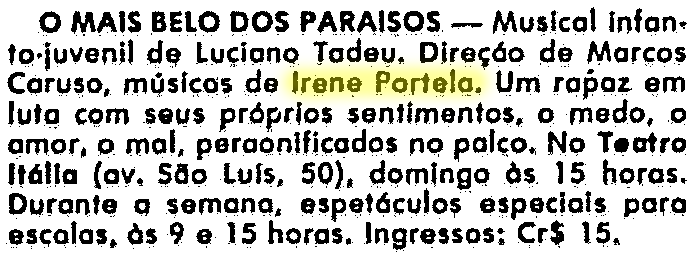 O MAIS BELO DOS PARAISOS — Musical infan-
to-juvenil de Luciano Tadeu. Direção de Marcos
Caruso, músicas de Irene Portela. Um rapaz em
luta com seus próprios sentimentos, o medo, o
amor, o mal, peraonificados no palco. No Teatro
Itália (av. São Luís, 50), domingo às 15 horas.
Durante a semana, espetáculos especiais para
escolas, às 9 e 15 horas. Ingressos: Cr$ 15.